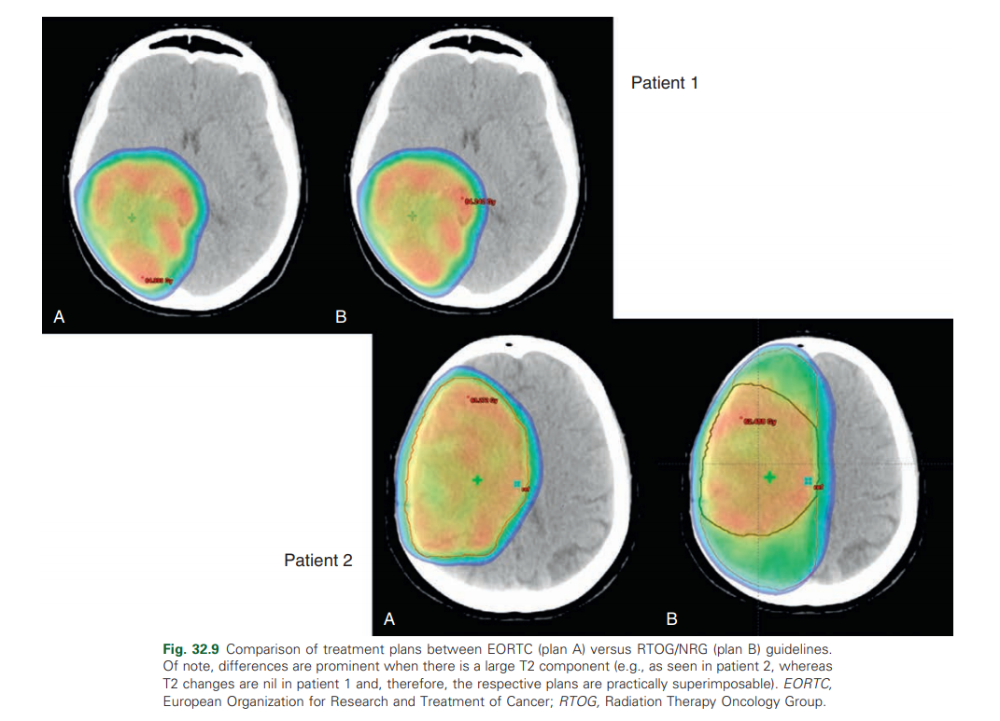 Patient 1
A
B
Patient 2
A
B
Fig. 32.9 Comparison of treatment plans between EORTC (plan A) versus RTOG/NRG (plan B) guidelines.
Of note, differences are prominent when there is a large T2 component (e.g., as seen in patient 2, whereas
T2 changes are nil in patient 1 and, therefore, the respective plans are practically superimposable). EORTC,
European Organization for Research and Treatment of Cancer; RTOG, Radiation Therapy Oncology Group.